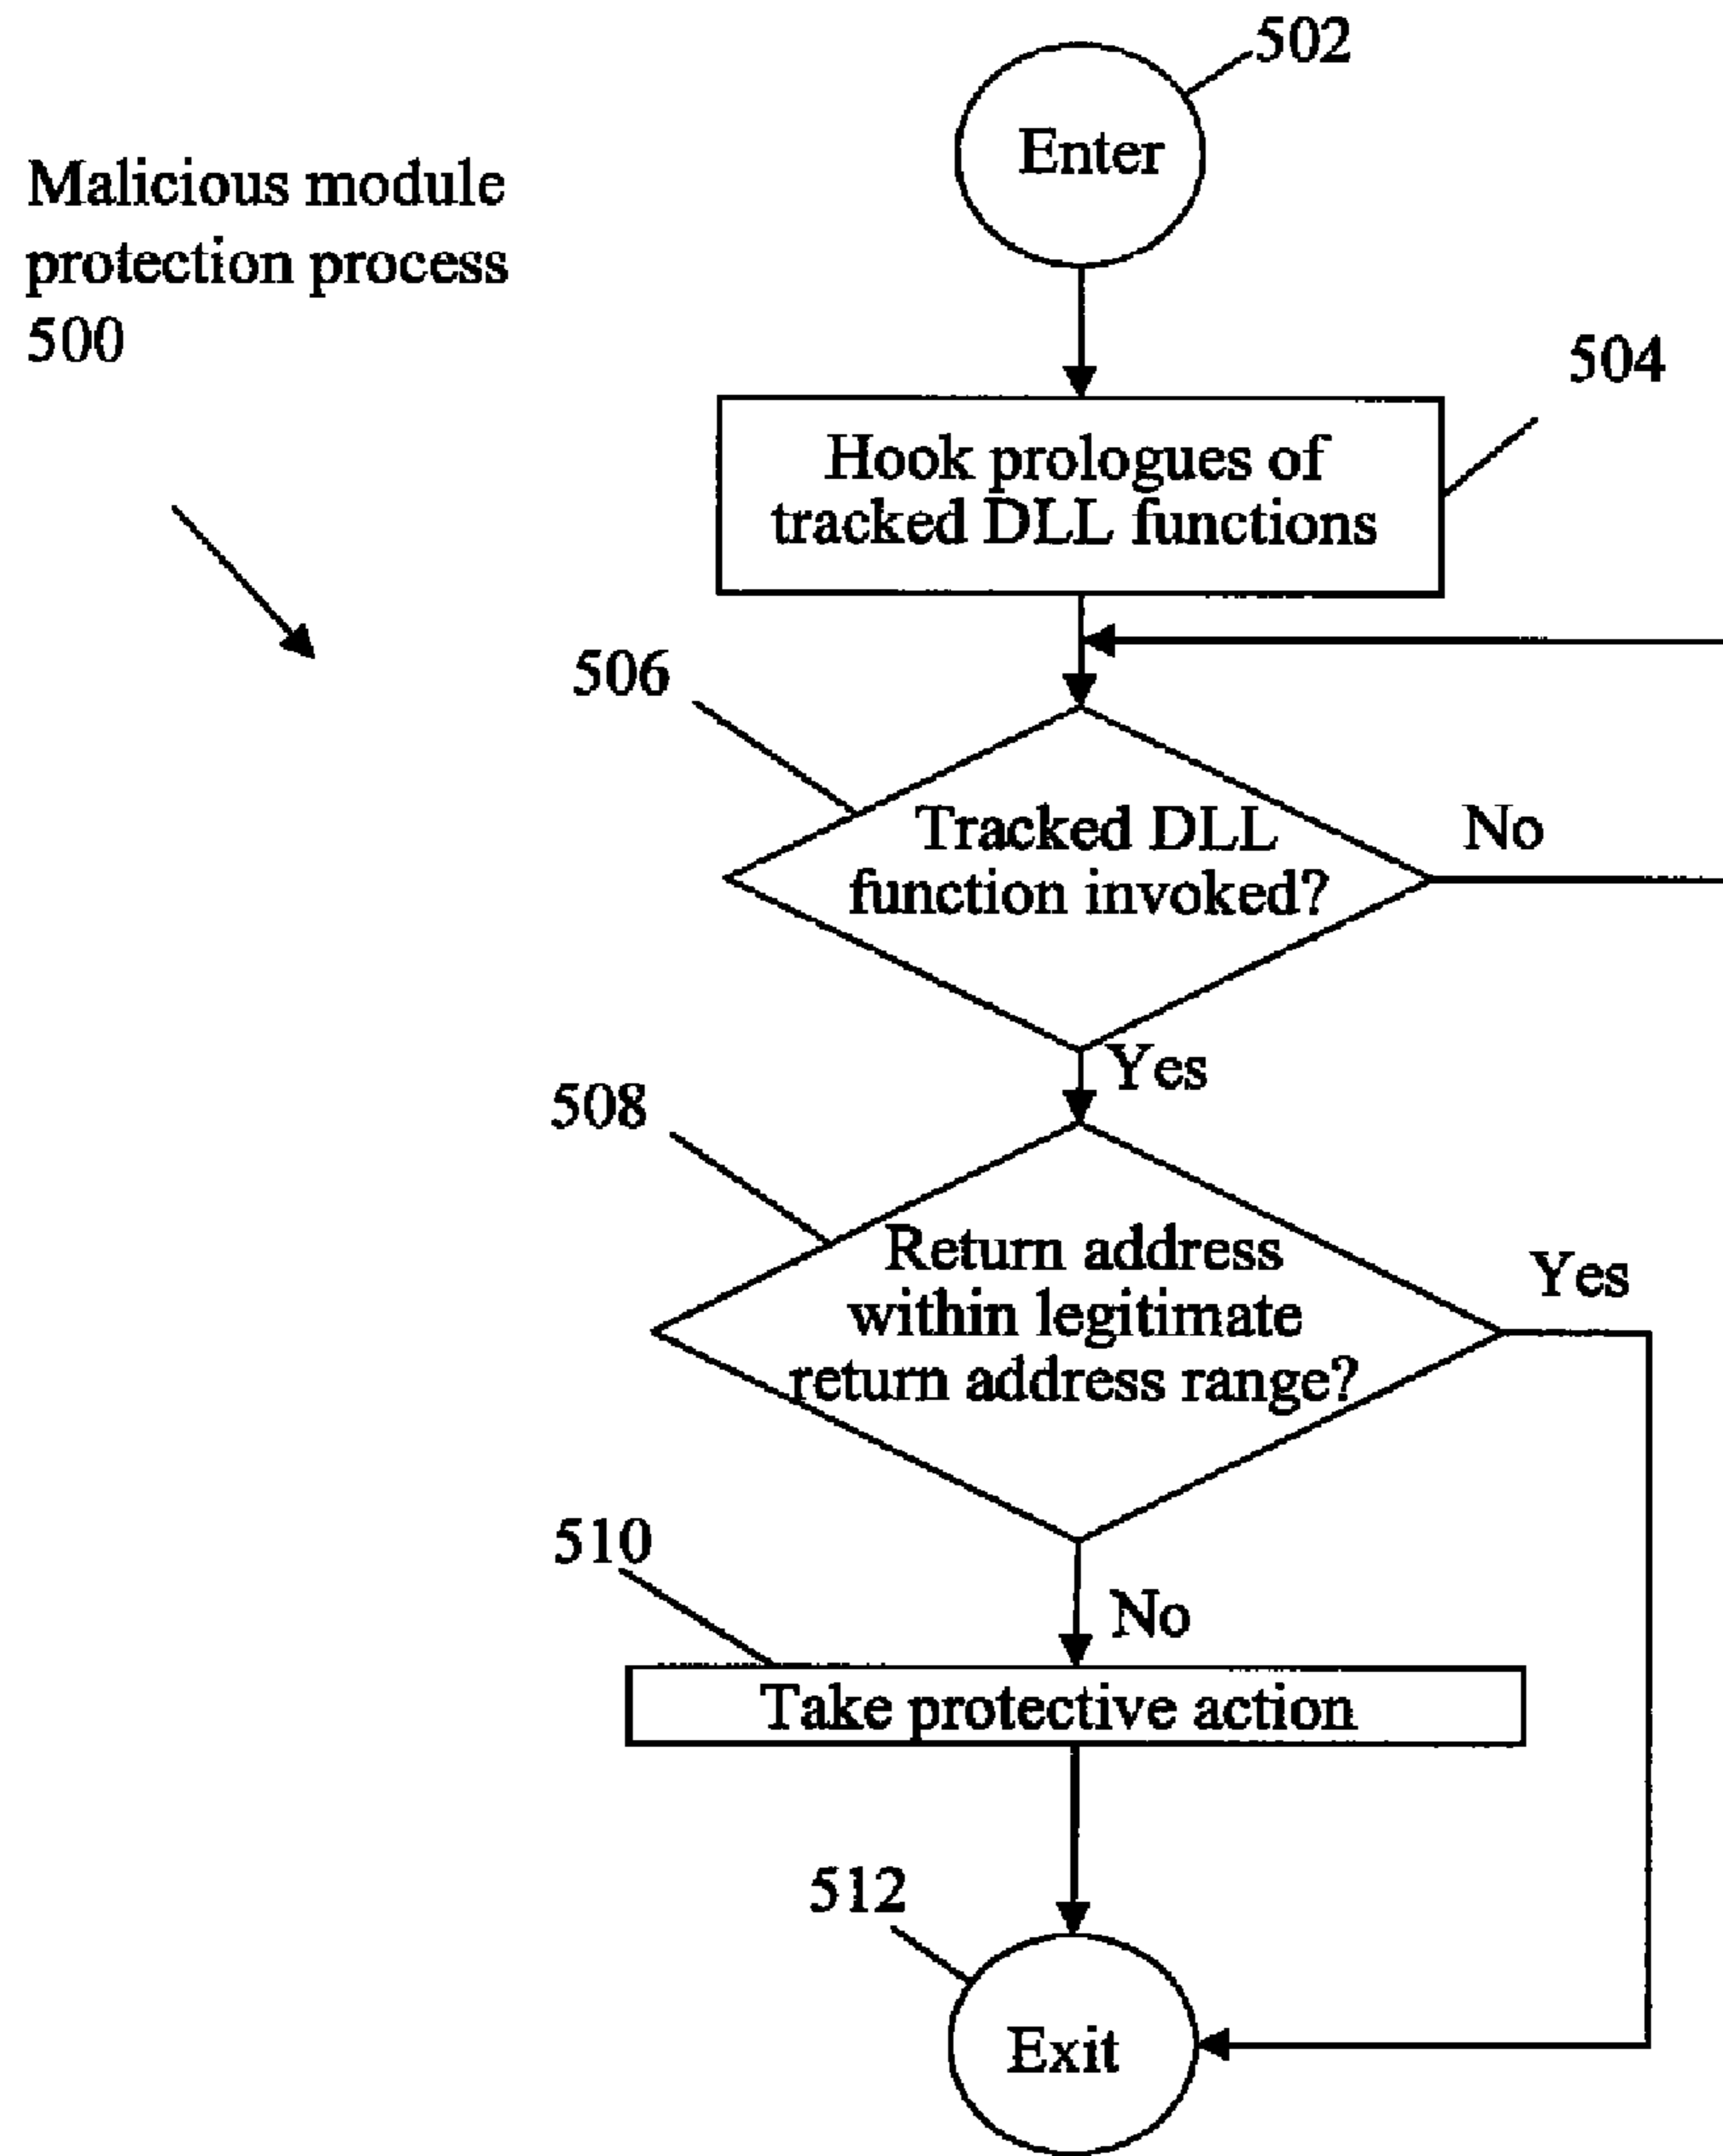 502
Enter
Malicious module
protection process
500
504
Hook prologues of
tracked DLL functions
506
Tracked DLL
function invoked?
No
Yes
508
Return address
within legitimate
return address range?
Yes
510
No
Take protective action
512
Exit